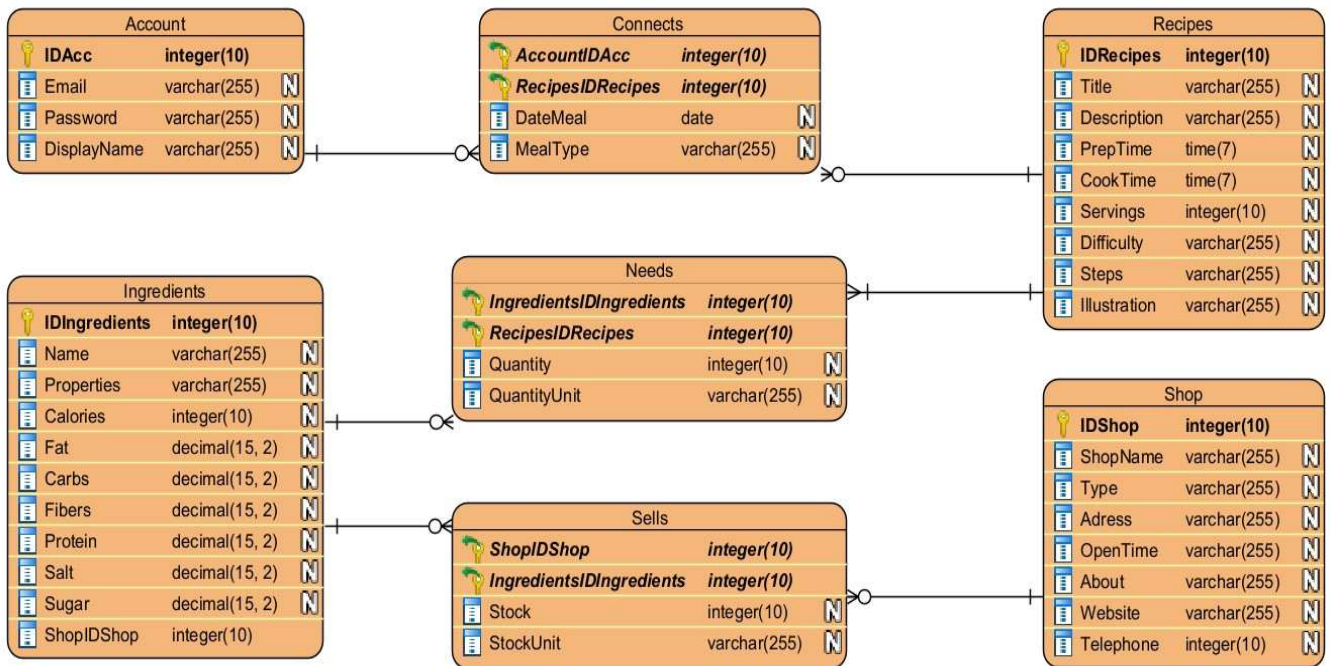 Account
IDAcc integer(10)
Email varchar(255) N
Password varchar(255) N
DisplayName varchar(255) N
Connects
AccountIDAcc integer(10)
RecipesIDRecipes integer(10)
DateMeal date N
MealType varchar(255) N
Recipes
IDRecipes integer(10)
Title varchar(255) N
Description varchar(255) N
PrepTime time(7) N
CookTime time(7) N
Servings integer(10) N
Difficulty varchar(255) N
Steps varchar(255) N
Illustration varchar(255) N
Ingredients
IDIngredients integer(10)
Name varchar(255) N
Properties varchar(255) N
Calories integer(10) N
Fat decimal(15, 2) N
Carbs decimal(15, 2) N
Fibers decimal(15, 2) N
Protein decimal(15, 2) N
Salt decimal(15, 2) N
Sugar decimal(15, 2) N
ShopIDShop integer(10)
Needs
IngredientsIDIngredients integer(10)
RecipesIDRecipes integer(10)
Quantity integer(10) N
QuantityUnit varchar(255) N
Sells
ShopIDShop integer(10)
IngredientsIDIngredients integer(10)
Stock integer(10) N
StockUnit varchar(255) N
Shop
IDShop integer(10)
ShopName varchar(255) N
Type varchar(255) N
Adress varchar(255) N
OpenTime varchar(255) N
About varchar(255) N
Website varchar(255) N
Telephone integer(10) N